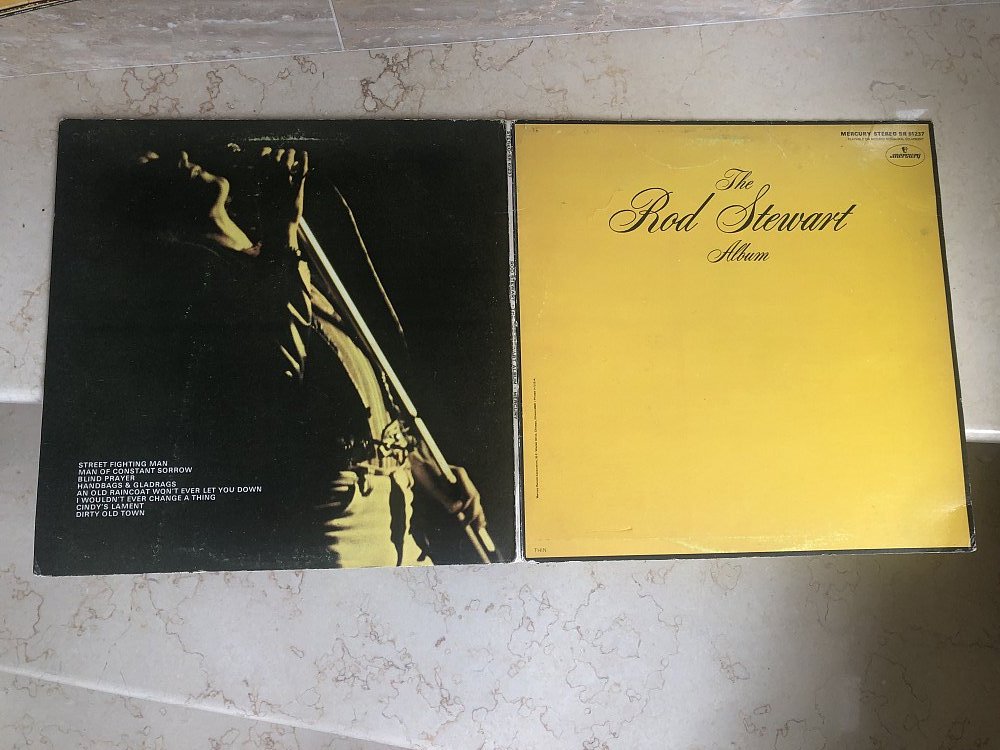 STREET FIGHTING MAN
MAN OF CONSTANT SORROW
BLIND PRAYER
HANDBAGS & GLADRAGS
AN OLD RAINCOAT WON'T EVER LET YOU DOWN
I WOULDN'T EVER CHANGE A THING
CINDY'S LAMENT
DIRTY OLD TOWN
MERCURY STEREO SR 61237
mercury
The
Rod Stewart
Album
THIN